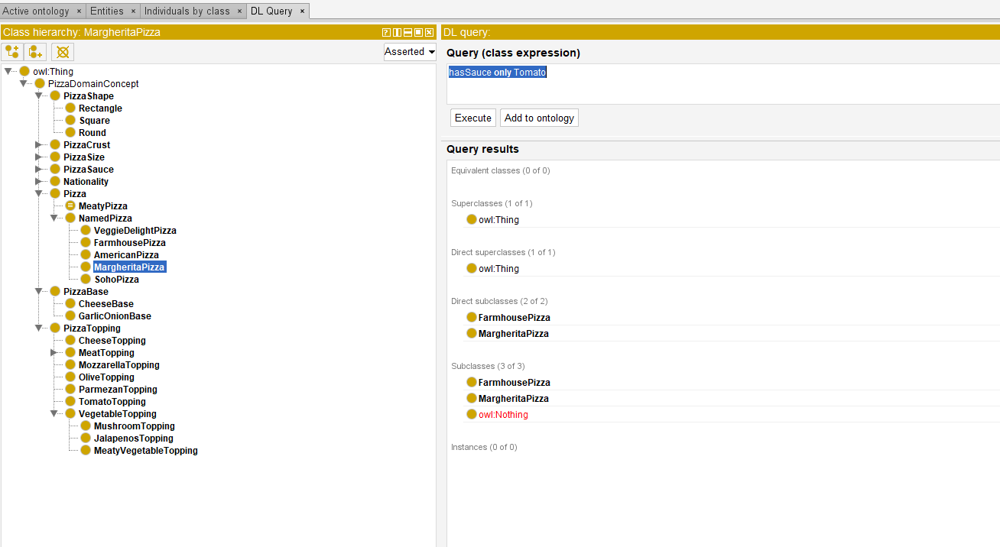 Active ontology × Entities × Individuals by class × DL Query ×
Class hierarchy: MargheritaPizza
Asserted
owl:Thing
PizzaDomainConcept
PizzaShape
Rectangle
Square
Round
PizzaCrust
PizzaSize
PizzaSauce
Nationality
Pizza
MeatyPizza
NamedPizza
VeggieDelightPizza
FarmhousePizza
AmericanPizza
MargheritaPizza
SohoPizza
PizzaBase
CheeseBase
GarlicOnionBase
PizzaTopping
CheeseTopping
MeatTopping
MozzarellaTopping
OliveTopping
ParmezanTopping
TomatoTopping
VegetableTopping
MushroomTopping
JalapenosTopping
MeatyVegetableTopping
DL query:
Query (class expression)
hasSauce only Tomato
Execute Add to ontology
Query results
Equivalent classes (0 of 0)
Superclasses (1 of 1)
owl:Thing
Direct superclasses (1 of 1)
owl:Thing
Direct subclasses (2 of 2)
FarmhousePizza
MargheritaPizza
Subclasses (3 of 3)
FarmhousePizza
MargheritaPizza
owl:Nothing
Instances (0 of 0)